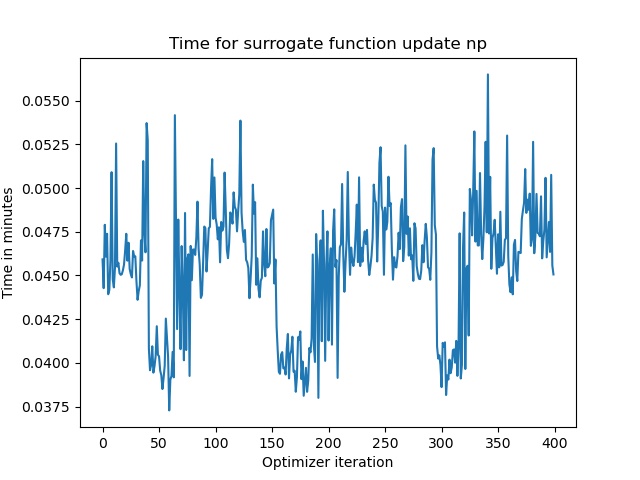 Time for surrogate function update np
0.0550
0.0525
0.0500
0.0475
0.0450
0.0425
0.0400
0.0375
Time in minutes
0 50 100 150 200 250 300 350 400
Optimizer iteration